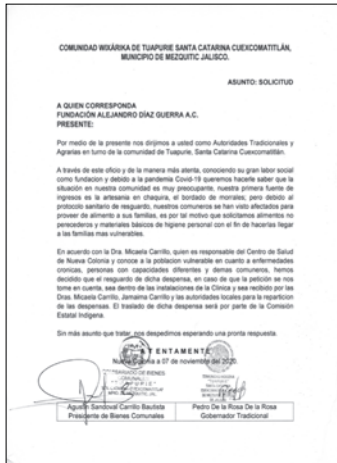 COMUNIDAD WIXÁRIKA DE TUAPURIE SANTA CATARINA CUEXCOMATITLÁN,
MUNICIPIO DE MEZQUITIC JALISCO.
ASUNTO: SOLICITUD
A QUIEN CORRESPONDA
FUNDACIÓN ALEJANDRO DÍAZ GUERRA A.C.
PRESENTE:
Por medio de la presente nos dirijimos a usted como Autoridades Tradicionales y
Agrarias en turno de la comunidad de Tuapurie, Santa Catarina Cuexcomatitlán.
A través de este oficio y de la manera más atenta, conociendo su gran labor social
como fundación y debido a la pandemia Covid-19 queremos hacerle saber que la
situación en nuestra comunidad es muy preocupante, nuestra primera fuente de
ingresos es la artesanía en chaquira, el bordado de morrales; pero debido al
protocolo sanitario de resguardo, nuestros comuneros se han visto afectados para
proveer de alimento a sus familias, es por tal motivo que solicitamos alimentos no
perecederos y materiales básicos de higiene personal con el fin de hacerlas llegar
a las familias mas vulnerables.
En acuerdo con la Dra. Micaela Carrillo, quien es responsable del Centro de Salud
de Nueva Colonia y conoce a la población vulnerable en cuanto a enfermedades
cronicas, personas con capacidades diferentes y demas comuneros, hemos
decidido que el resguardo de dicha despensa, en caso de que la petición se nos
tome en cuenta, sea dentro de las instalaciones de la Clínica y sea recibido por las
Dras. Micaela Carrillo, Jamaima Carrillo y las autoridades locales para la reparticion
de las despensas. El traslado de dicha despensa será por parte de la Comisión
Estatal Indígena.
Sin más asunto que tratar, nos despedimos esperando una pronta respuesta.
ATENTAMENTE
Nueva Colonia a 07 de noviembre del 2020.
Agustín Sandoval Carrillo Bautista
Presidente de Bienes Comunales
Pedro De la Rosa De la Rosa
Gobernador Tradicional